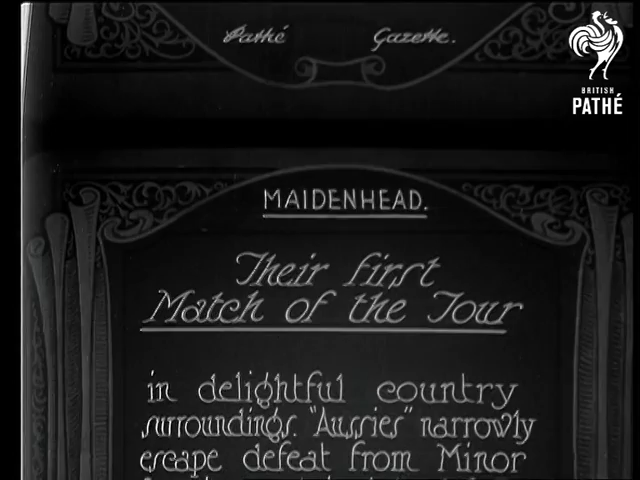 Pathé Gazette.
BRITISH
PATHÉ
MAIDENHEAD.
Their first
Match of the Tour
in delightful country
surroundings. "Aussies" narrowly
escape defeat from Minor